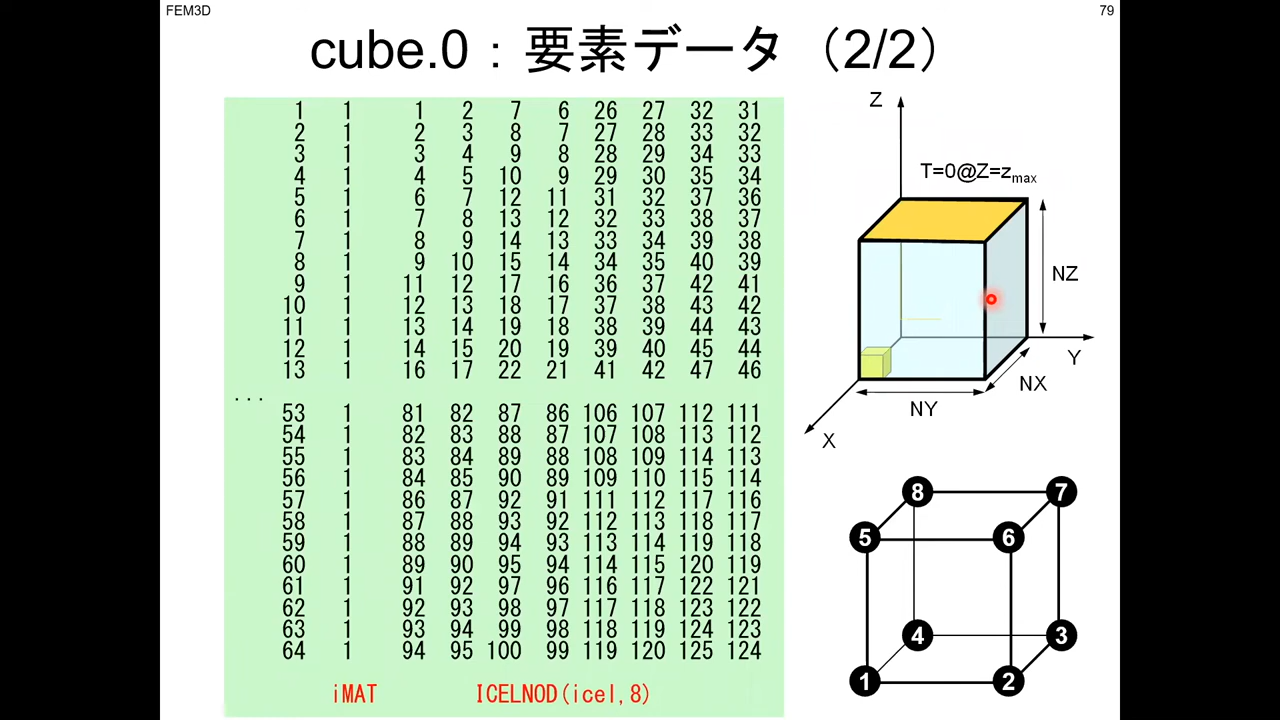 FEM3D
79
cube.0：要素データ（2/2）
1 1 1 2 7 6 26 27 32 31
2 1 2 3 8 7 27 28 33 32
3 1 3 4 9 8 28 29 34 33
4 1 4 5 10 9 29 30 35 34
5 1 6 7 12 11 31 32 37 36
6 1 7 8 13 12 32 33 38 37
7 1 8 9 14 13 33 34 39 38
8 1 9 10 15 14 34 35 40 39
9 1 11 12 17 16 36 37 42 41
10 1 12 13 18 17 37 38 43 42
11 1 13 14 19 18 38 39 44 43
12 1 14 15 20 19 39 40 45 44
13 1 16 17 22 21 41 42 47 46
...
53 1 81 82 87 86 106 107 112 111
54 1 82 83 88 87 107 108 113 112
55 1 83 84 89 88 108 109 114 113
56 1 84 85 90 89 109 110 115 114
57 1 86 87 92 91 111 112 117 116
58 1 87 88 93 92 112 113 118 117
59 1 88 89 94 93 113 114 119 118
60 1 89 90 95 94 114 115 120 119
61 1 91 92 97 96 116 117 122 121
62 1 92 93 98 97 117 118 123 122
63 1 93 94 99 98 118 119 124 123
64 1 94 95 100 99 119 120 125 124
iMAT ICELNOD(icel,8)
Z
T=0@Z=zmax
NZ
Y
NX
NY
X
8 7
5 6
4 3
1 2